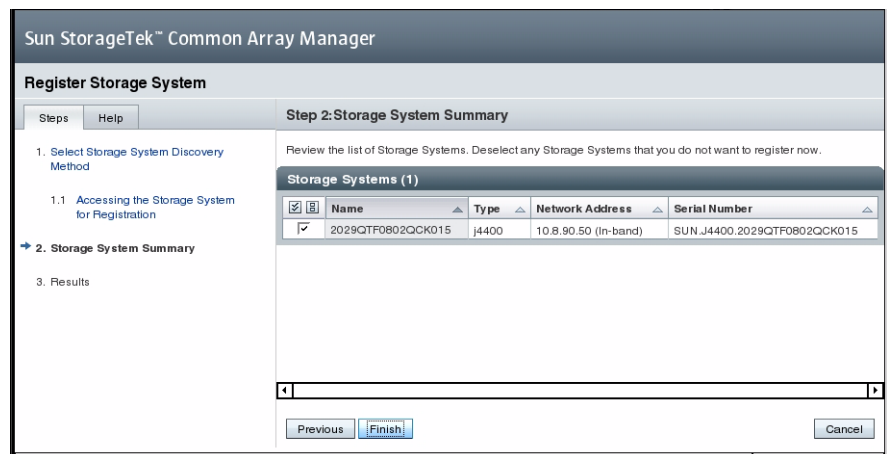 Sun StorageTek™ Common Array Manager
Register Storage System
Steps
Help
1. Select Storage System Discovery
Method
1.1 Accessing the Storage System
for Registration
2. Storage System Summary
3. Results
Step 2:Storage System Summary
Review the list of Storage Systems. Deselect any Storage Systems that you do not want to register now.
Storage Systems (1)
Name Type Network Address Serial Number
2029QTF0802QCK015 j4400 10.8.90.50 (In-band) SUN.J4400.2029QTF0802QCK015
Previous Finish Cancel